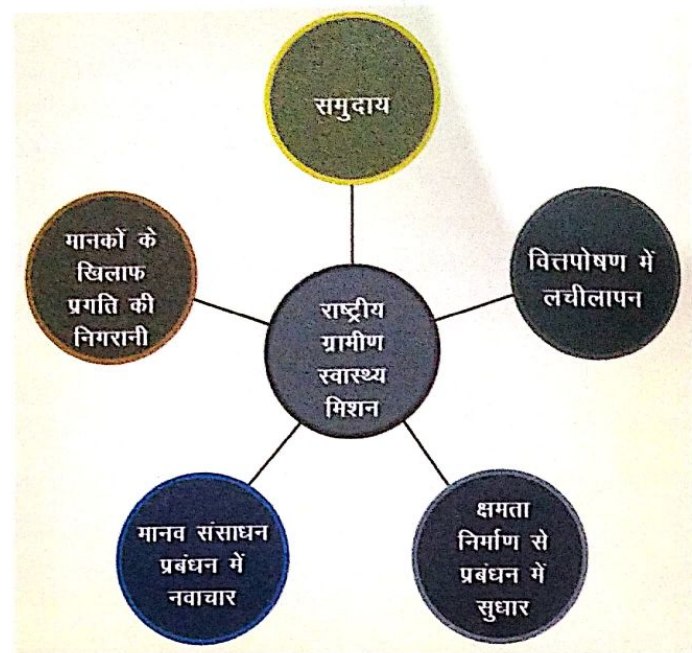 समुदाय
मानकों के
खिलाफ
प्रगति की
निगरानी
वित्तपोषण में
लचीलापन
राष्ट्रीय
ग्रामीण
स्वास्थ्य
मिशन
मानव संसाधन
प्रबंधन में
नवाचार
क्षमता
निर्माण से
प्रबंधन में
सुधार